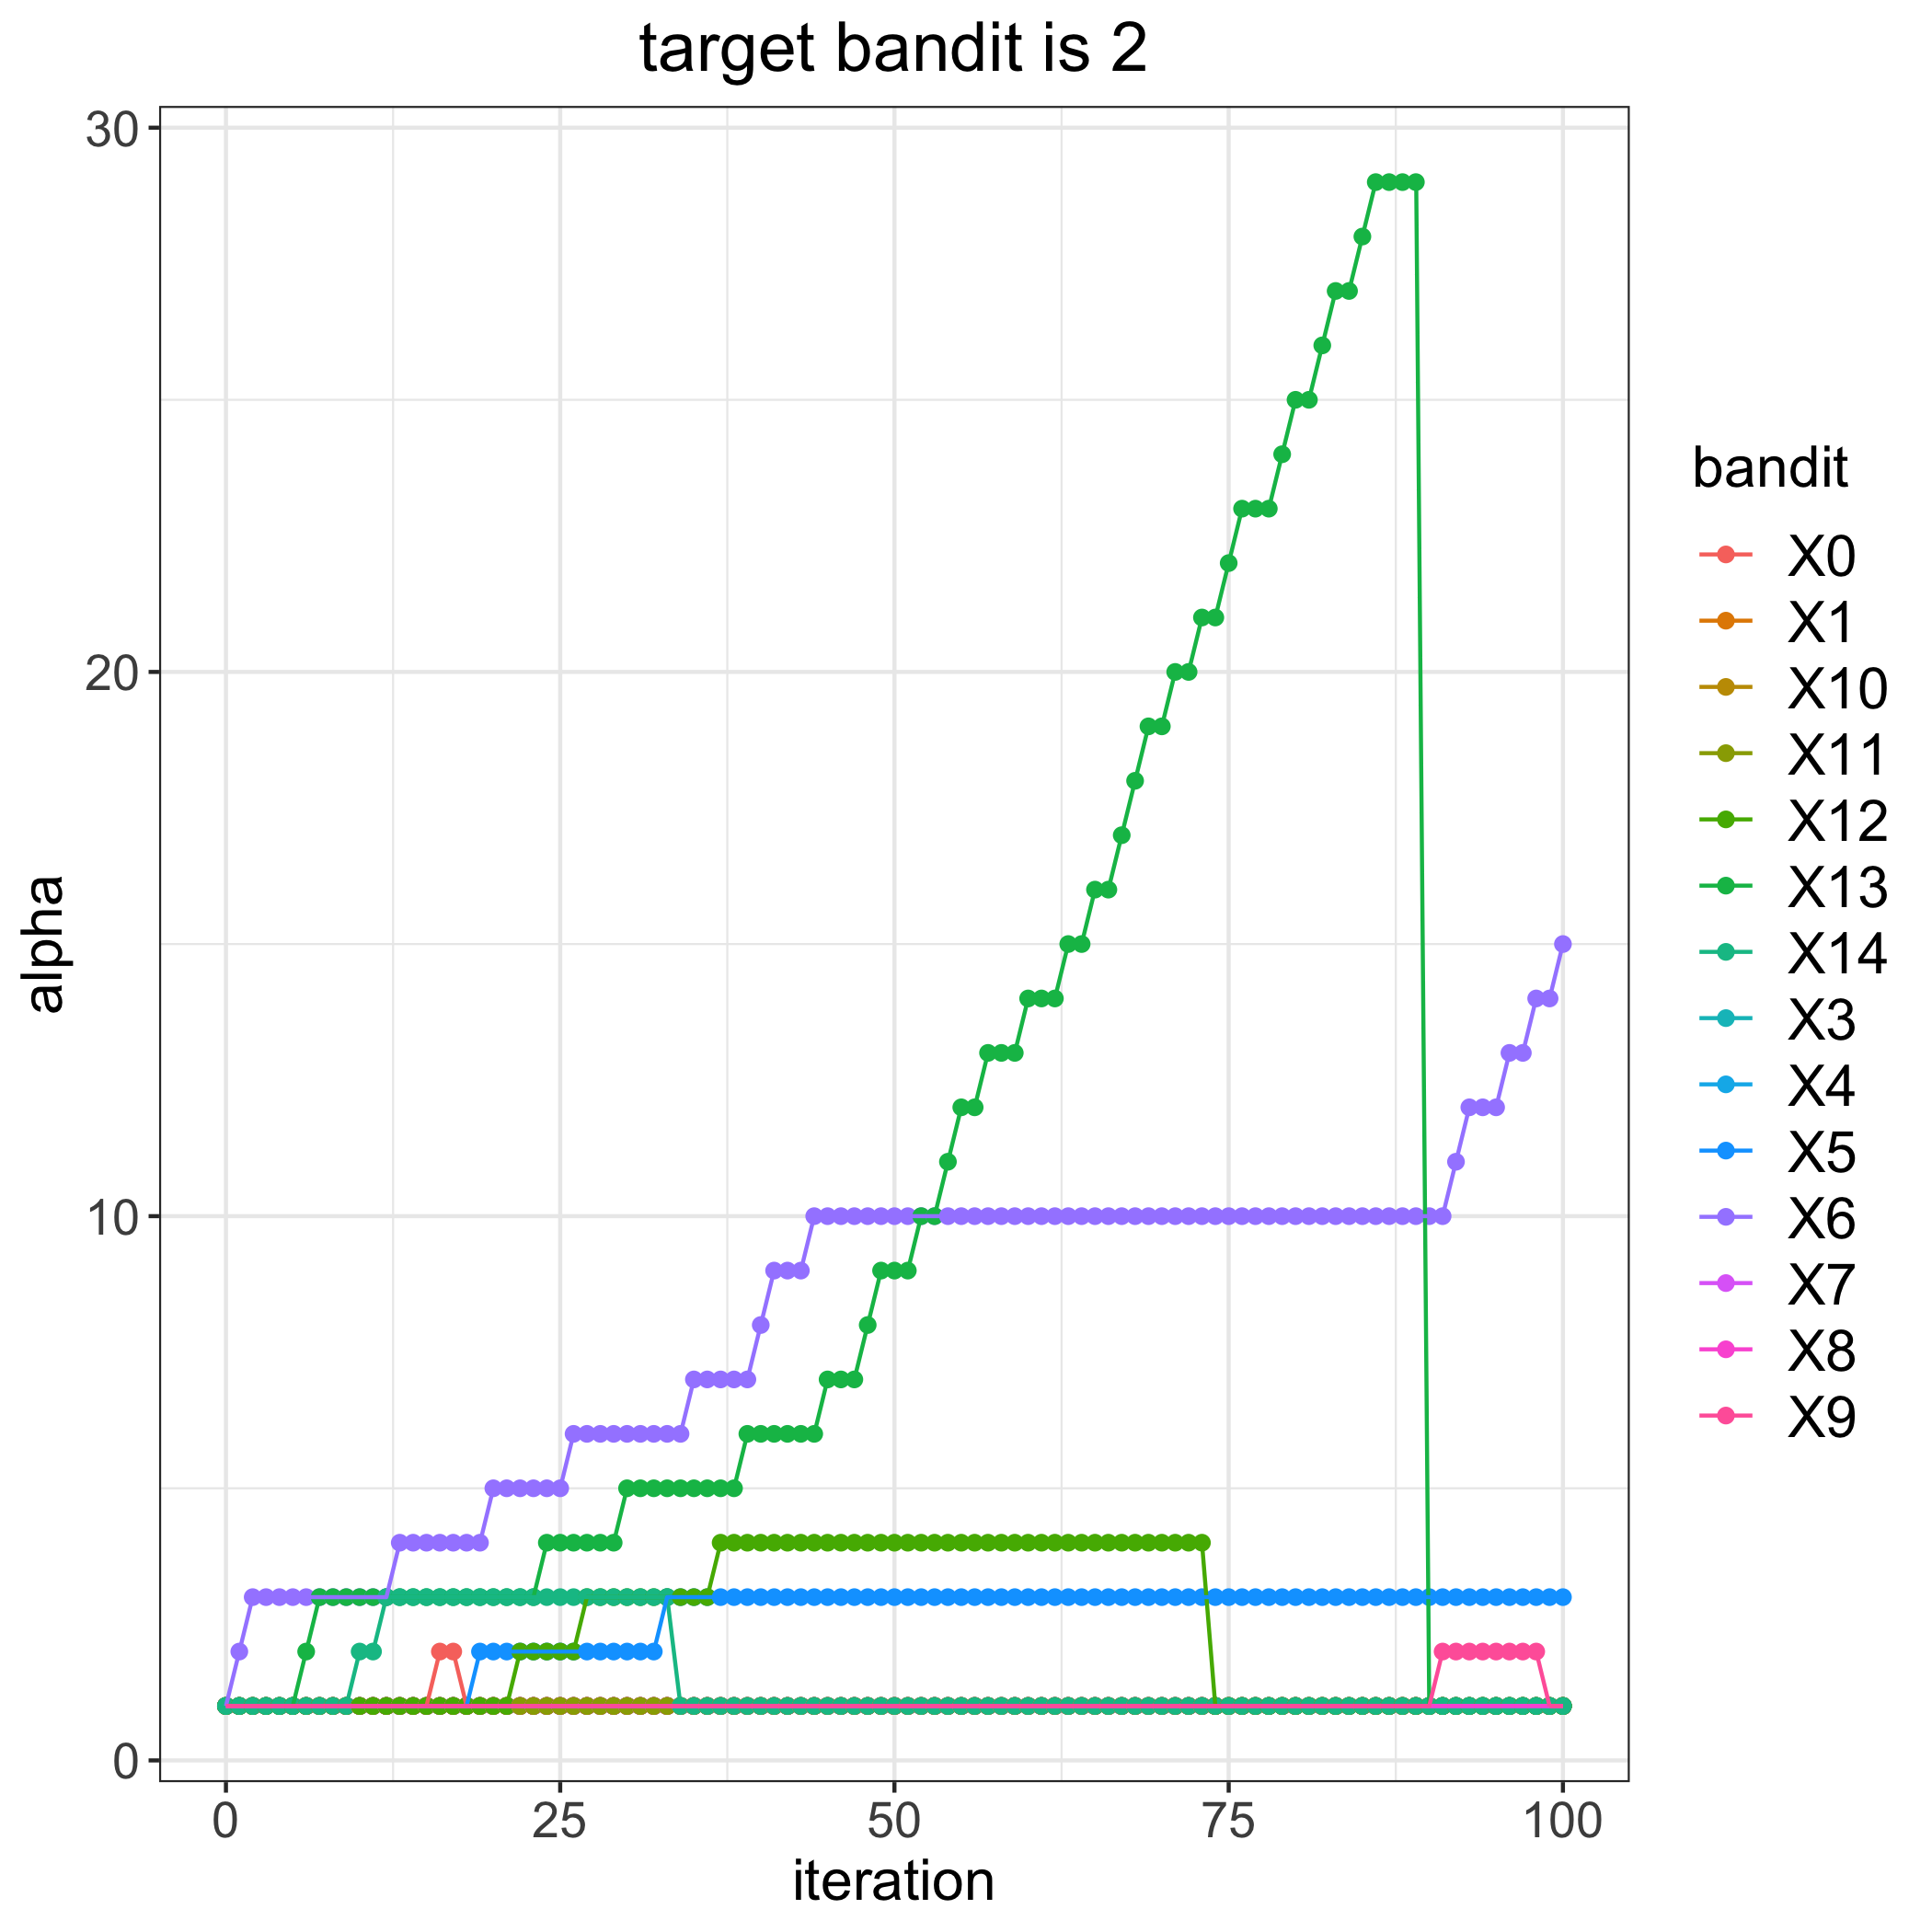 target bandit is 2
30
20
10
0
alpha
0 25 50 75 100
iteration
bandit
X0
X1
X10
X11
X12
X13
X14
X3
X4
X5
X6
X7
X8
X9